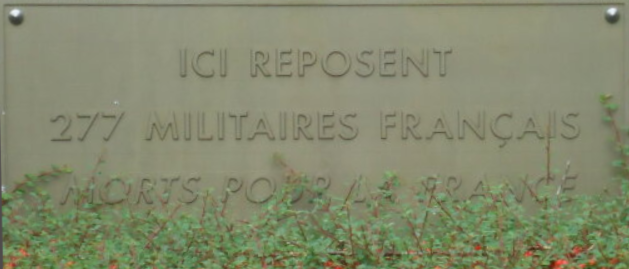 ICI REPOSENT
277 MILITAIRES FRANÇAIS
MORTS POUR LA FRANCE